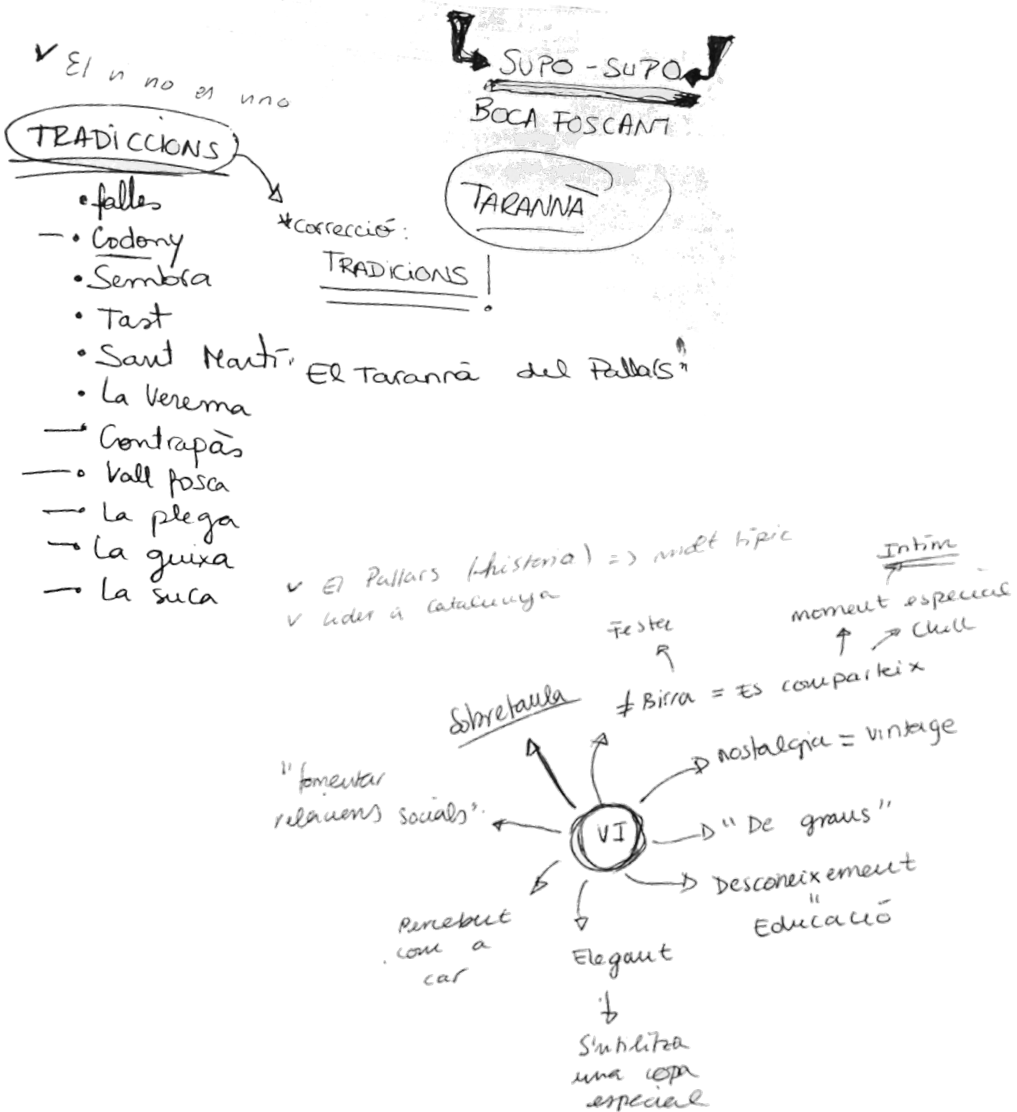 El n no es uno
TRADICCIONS
• falles
– • Codony
• Sembra
• Tast
• Sant Martí
• La Verema
– Contrapàs
– • Vall fosca
– La plega
– La guixa
– La suca
*Correcció:
TRADICIONS
SUPO-SUPO
BOCA FOSCANT
TARANNÀ
El Tarannà del Pallars"
El Pallars (història) => molt típic
Líder a Catalunya
Sobretaula
Festa
≠ Birra = Es comparteix
moment especial
Íntim
Chill
nostalgia = vintage
"De graus"
Desconeixement
"
Educació
Elegant
S'utilitza
una copa
especial
Percebut
com a
car
"fomentar
relacions socials"
VI